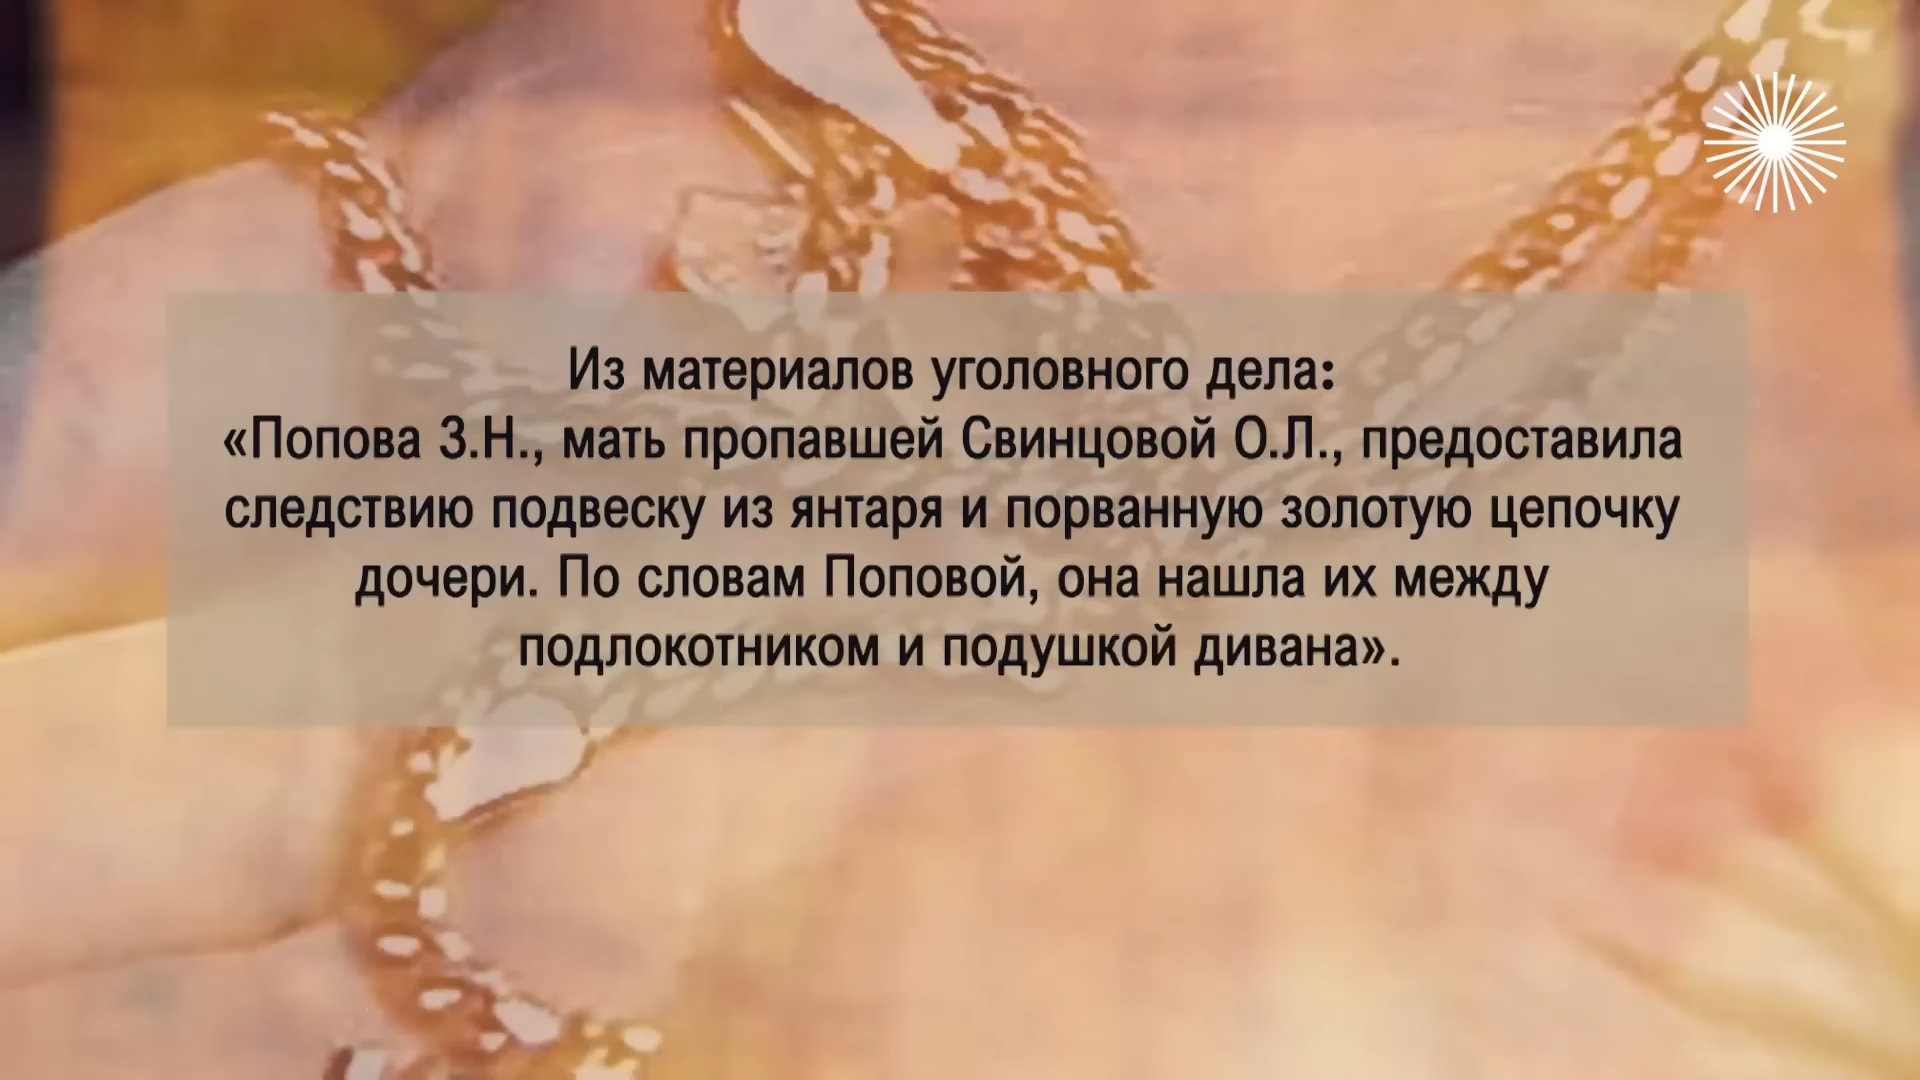 Из материалов уголовного дела:
«Попова З.Н., мать пропавшей Свинцовой О.Л., предоставила
следствию подвеску из янтаря и порванную золотую цепочку
дочери. По словам Поповой, она нашла их между
подлокотником и подушкой дивана».